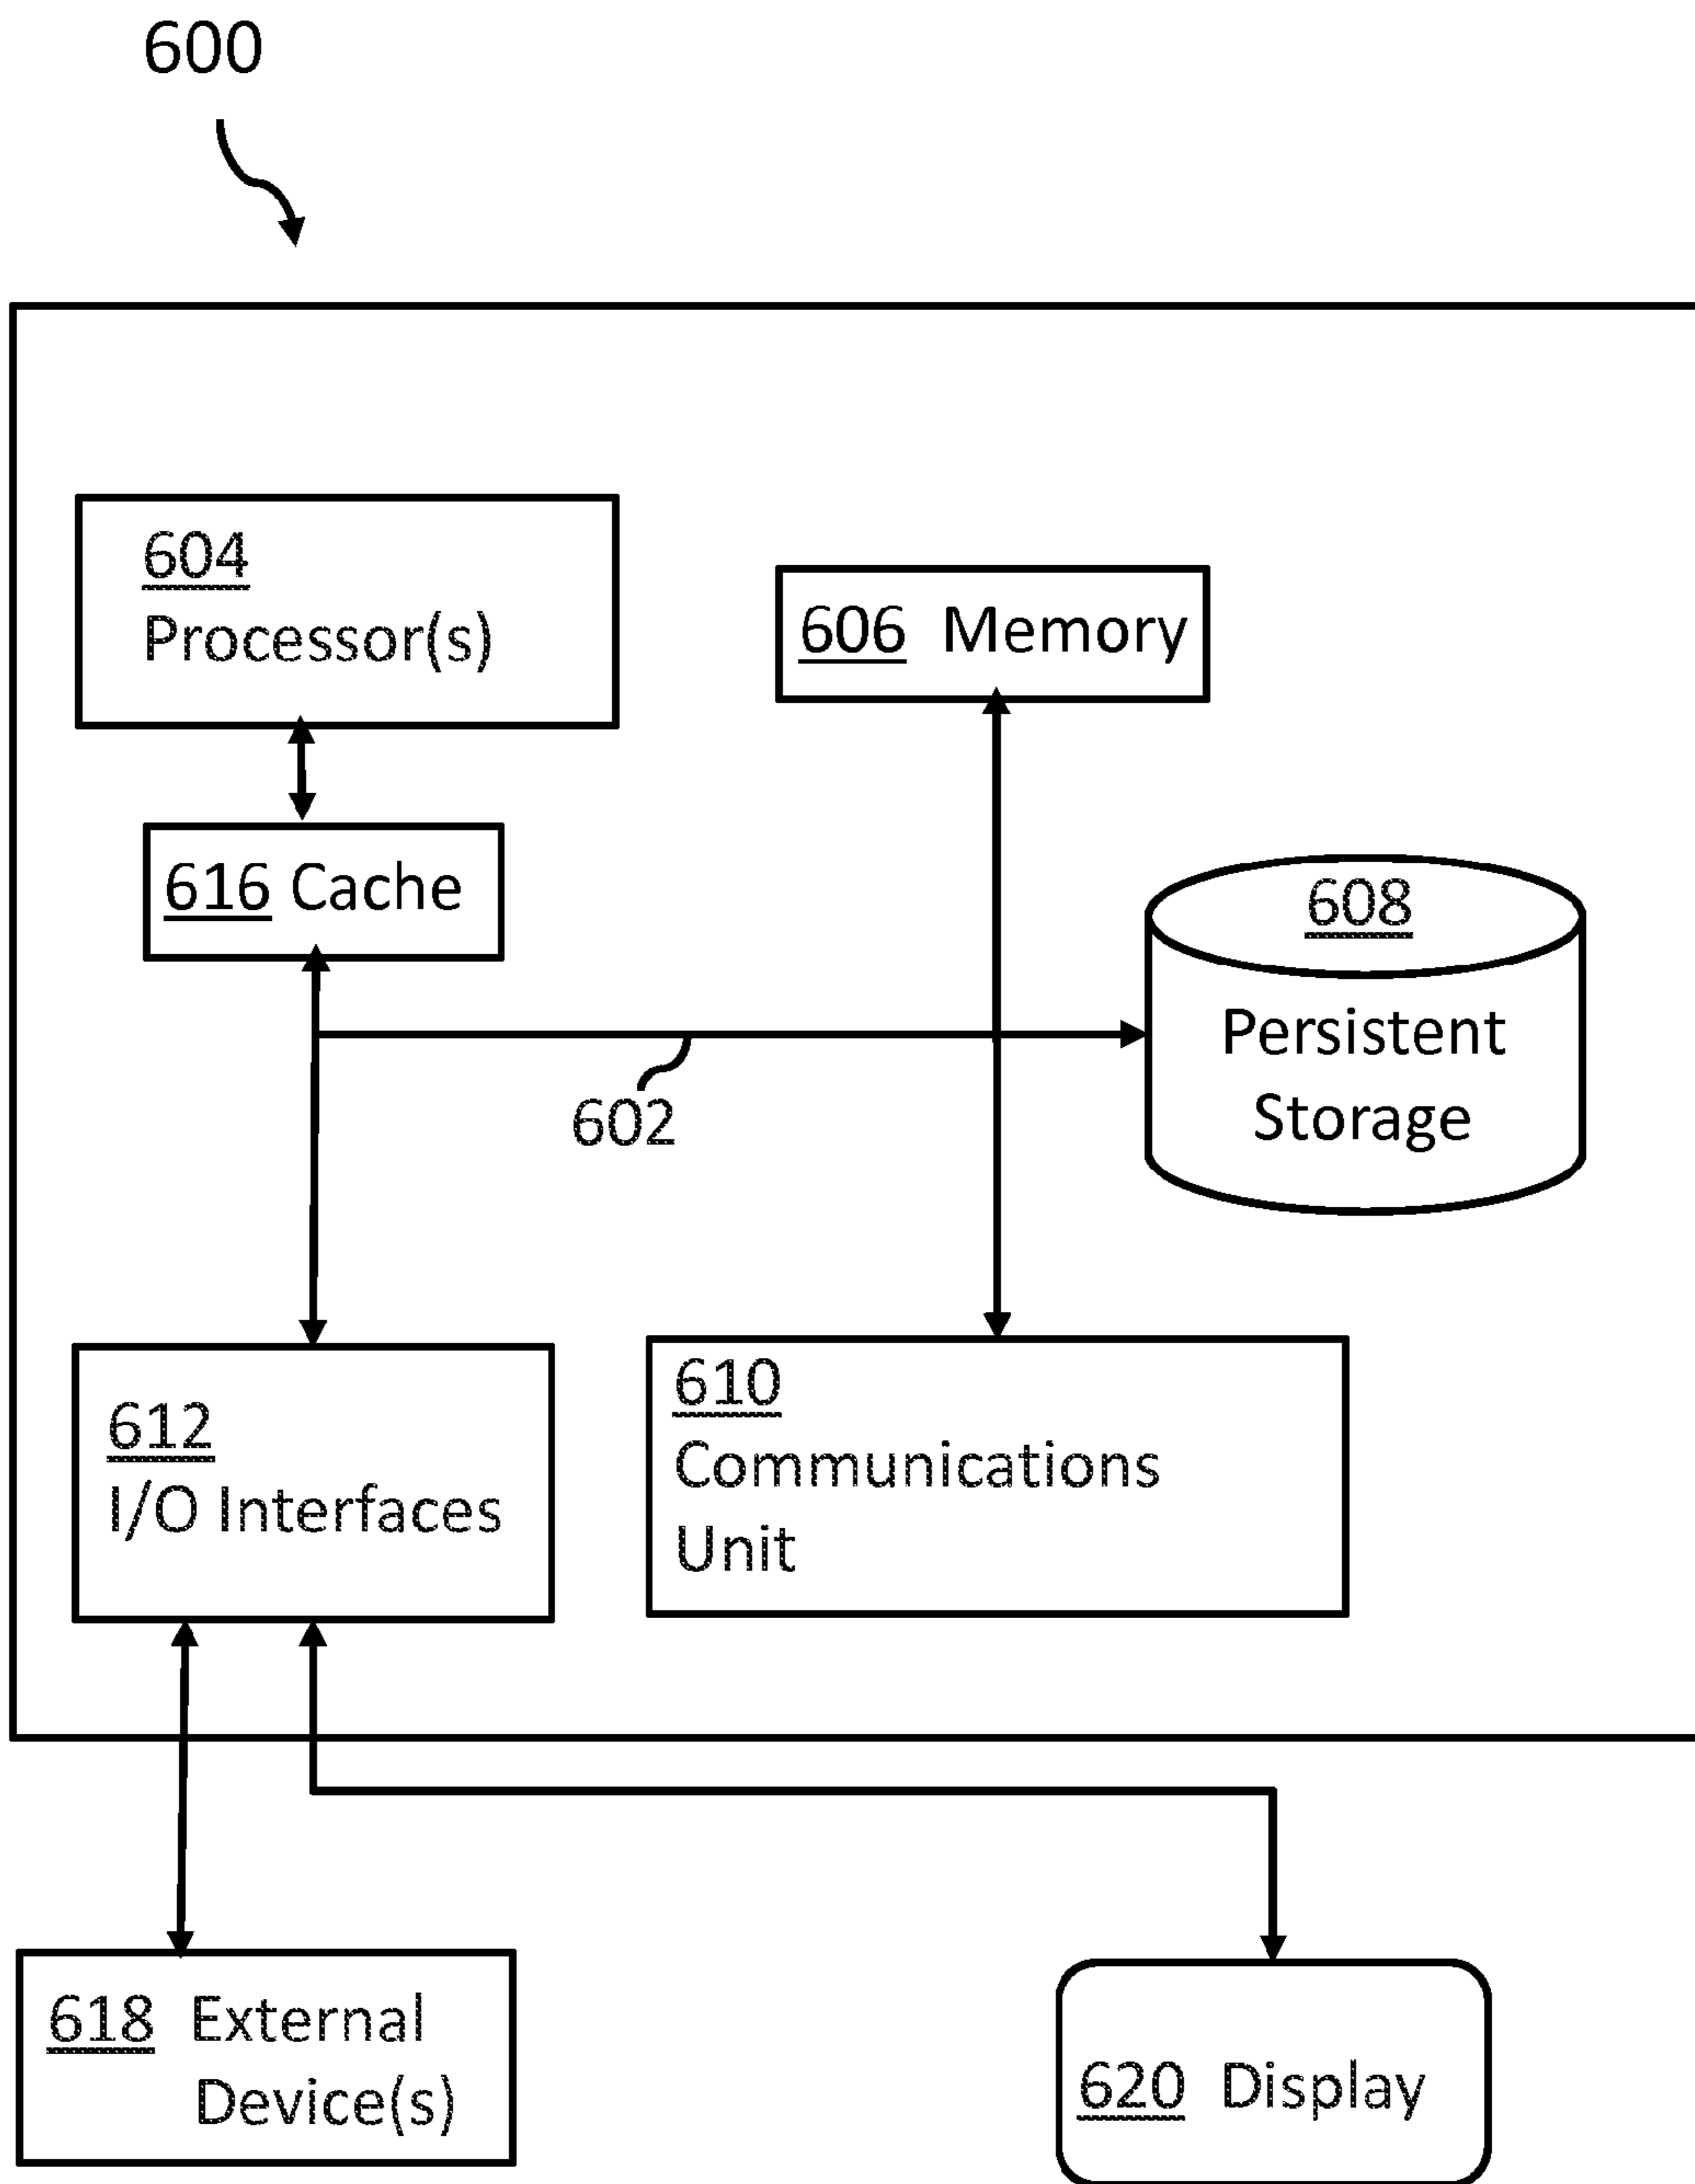 600
604
Processor(s)
606 Memory
616 Cache
608
Persistent
Storage
602
612
I/O Interfaces
610
Communications
Unit
618 External
Device(s)
620 Display